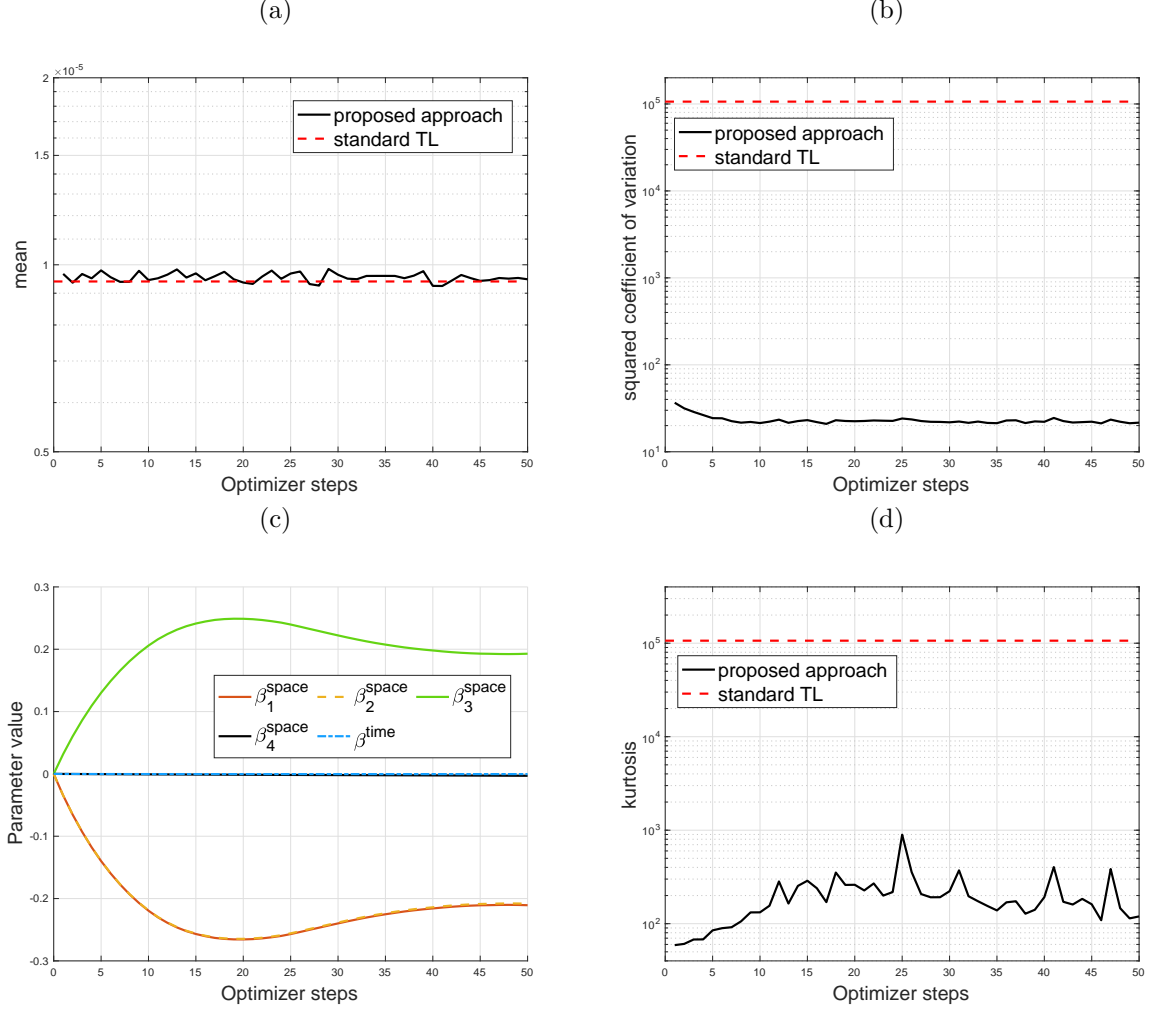 (a)
×10⁻⁵
2
1.5
1
0.5
mean
proposed approach
standard TL
0 5 10 15 20 25 30 35 40 45 50
Optimizer steps
(b)
10⁵
10⁴
10³
10²
10¹
squared coefficient of variation
proposed approach
standard TL
0 5 10 15 20 25 30 35 40 45 50
Optimizer steps
(c)
0.3
0.2
0.1
0
-0.1
-0.2
-0.3
Parameter value
β₁^space β₂^space β₃^space
β₄^space β^time
0 5 10 15 20 25 30 35 40 45 50
Optimizer steps
(d)
10⁵
10⁴
10³
10²
kurtosis
proposed approach
standard TL
0 5 10 15 20 25 30 35 40 45 50
Optimizer steps